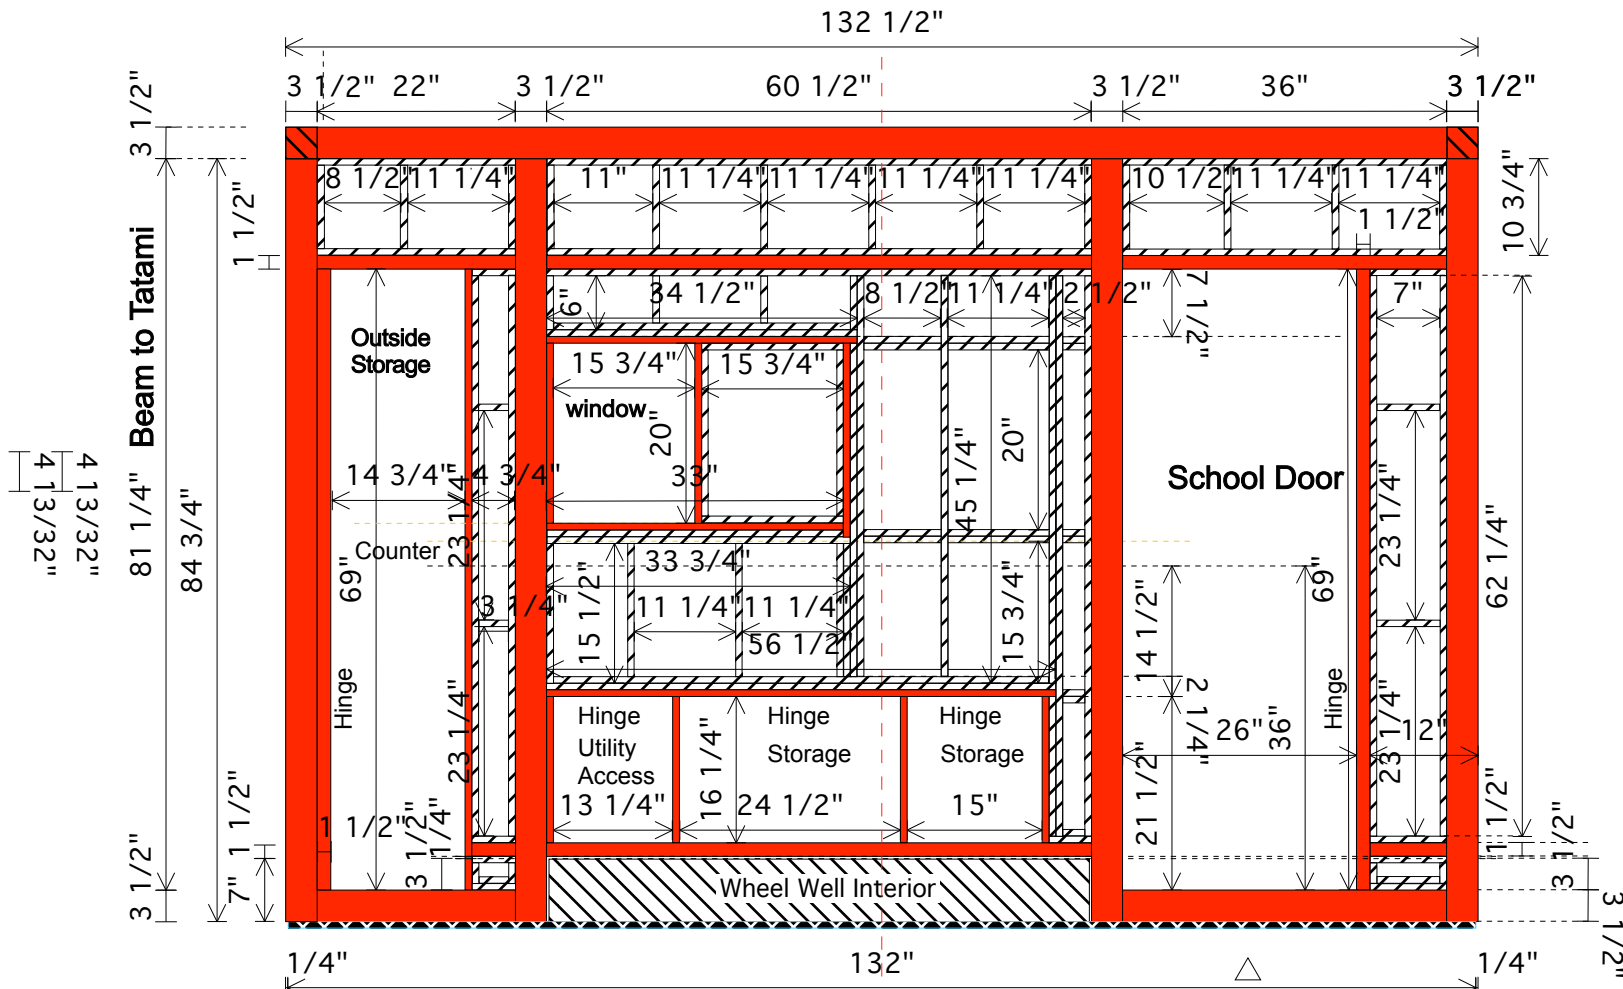 132 1/2"
3 1/2" 22" 3 1/2" 60 1/2" 3 1/2" 36" 3 1/2"
3 1/2"
8 1/2" 11 1/4" 11" 11 1/4" 11 1/4" 11 1/4" 11 1/4" 10 1/2" 11 1/4" 11 1/4"
1 1/2"
10 3/4"
1 1/2"
Beam to Tatami
81 1/4"
84 3/4"
4 13/32"
4 13/32"
6"
34 1/2"
8 1/2" 11 1/4" 2 1/2"
7 1/2"
7"
Outside
Storage
15 3/4" 15 3/4"
window
20"
33"
45 1/4"
20"
School Door
14 3/4" 4 3/4"
23 1/4"
Counter
69"
3 1/4"
Hinge
23 1/4"
33 3/4"
15 1/2"
11 1/4" 11 1/4"
56 1/2"
15 3/4"
14 1/2"
2 1/4"
21 1/2"
69"
Hinge
26"
36"
23 1/4"
23 1/4"
12"
62 1/4"
Hinge
Utility
Access
Hinge
Storage
Hinge
Storage
13 1/4"
16 1/4"
24 1/2"
15"
1 1/2"
3 1/2"
1/4"
1 1/2"
7"
3 1/2"
Wheel Well Interior
1 1/2"
3 1/2"
3 1/2"
1/4" 132" 1/4"